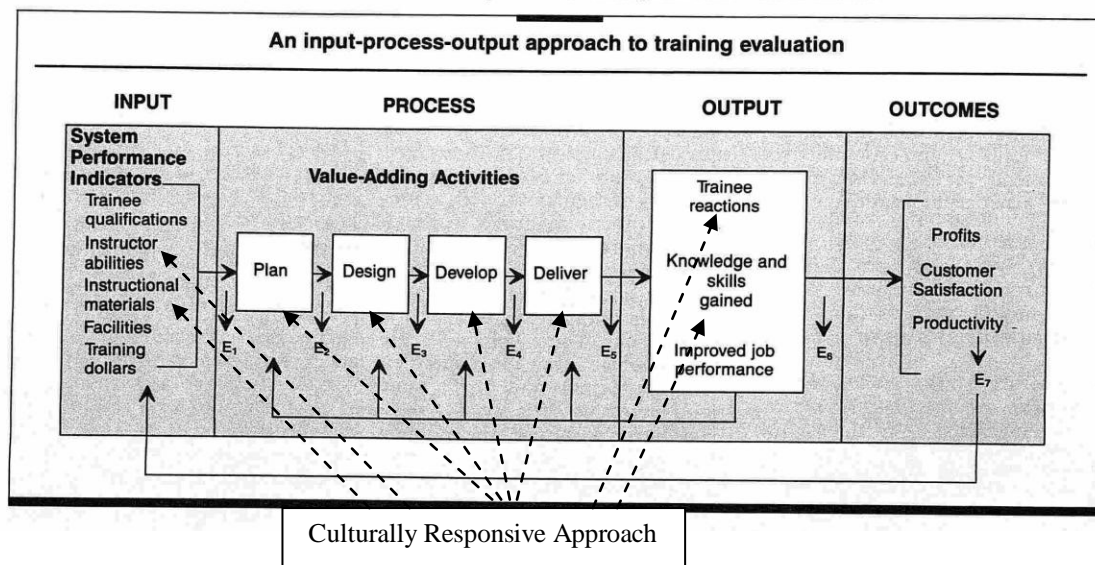 An input-process-output approach to training evaluation
INPUT
PROCESS
OUTPUT
OUTCOMES
System
Performance
Indicators
Trainee
qualifications
Instructor
abilities
Instructional
materials
Facilities
Training
dollars
E1
Value-Adding Activities
Plan
Design
Develop
Deliver
E2
E3
E4
E5
Trainee
reactions
Knowledge and
skills
gained
Improved job
performance
E6
Profits
Customer
Satisfaction
Productivity
E7
Culturally Responsive Approach